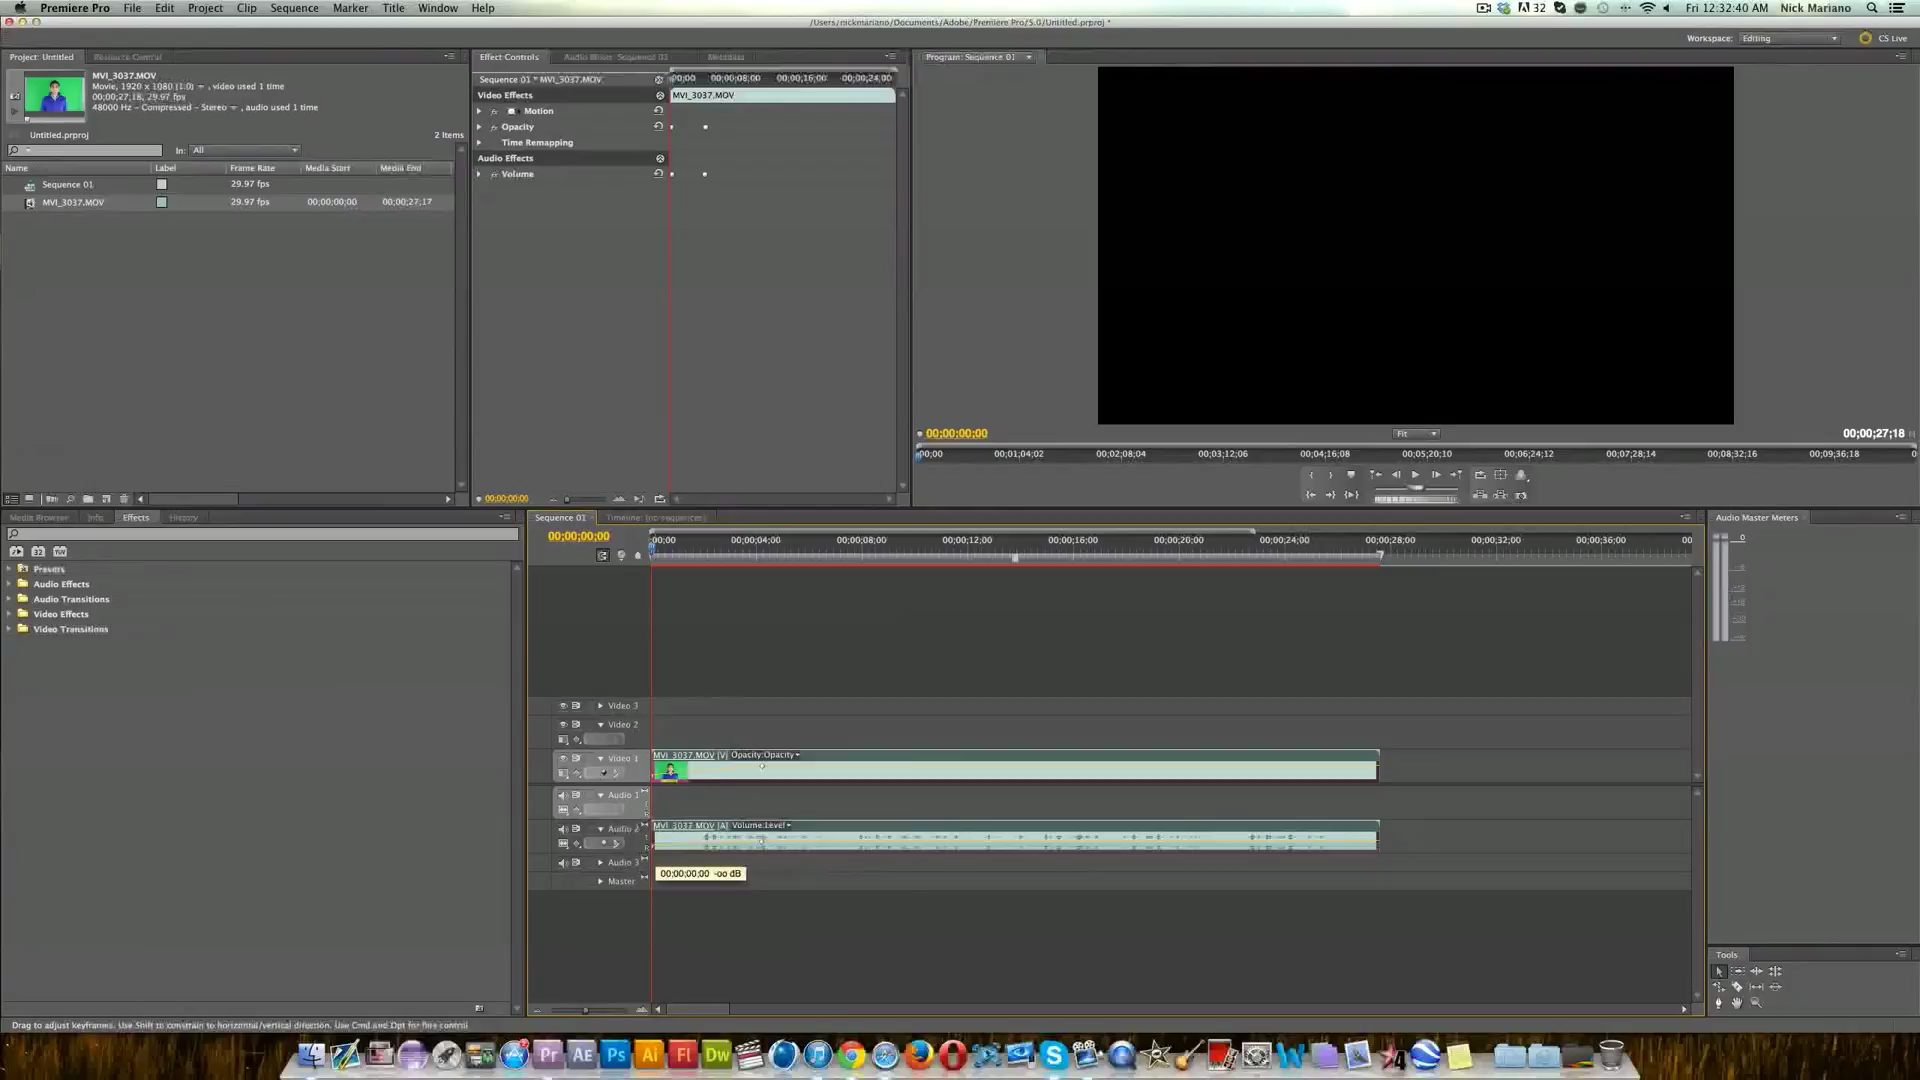 Premiere Pro File Edit Project Clip Sequence Marker Title Window Help
32 Fri 12:32:40 AM Nick Mariano
/Users/nickmariano/Documents/Adobe/Premiere Pro/5.0/Untitled.prproj *
Workspace: Editing CS Live
Project: Untitled Resource Central
Effect Controls Audio Mixer: Sequence 01 Metadata
Program: Sequence 01
MVI_3037.MOV
Movie, 1920 x 1080 (1.0) , video used 1 time
00;00;27;18, 29.97 fps
48000 Hz - Compressed - Stereo , audio used 1 time
Untitled.prproj 2 Items
In: All
Name Label Frame Rate Media Start Media End
Sequence 01 29.97 fps
MVI_3037.MOV 29.97 fps 00;00;00;00 00;00;27;17
Sequence 01 * MVI_3037.MOV
00;00 00;00;08;00 00;00;16;00 00;00;24;00
Video Effects MVI_3037.MOV
Motion
Opacity
Time Remapping
Audio Effects
Volume
00;00;00;00
00;00;00;00 Fit 00;00;27;18
00;00 00;01;04;02 00;02;08;04 00;03;12;06 00;04;16;08 00;05;20;10 00;06;24;12 00;07;28;14 00;08;32;16 00;09;36;18 0
Media Browser Info Effects History
32
Presets
Audio Effects
Audio Transitions
Video Effects
Video Transitions
Sequence 01 Timeline: (no sequences)
00;00;00;00
00;00 00;00;04;00 00;00;08;00 00;00;12;00 00;00;16;00 00;00;20;00 00;00;24;00 00;00;28;00 00;00;32;00 00;00;36;00 00
Video 3
Video 2
Video 1 MVI_3037.MOV [V] Opacity:Opacity
Audio 1
Audio 2 MVI_3037.MOV [A] Volume:Level
Audio 3
00;00;00;00 -oo dB
Master
Audio Master Meters
0
Tools
Drag to adjust keyframes. Use Shift to constrain to horizontal/vertical direction. Use Cmd and Opt for fine control
Pr AE Ps Ai Fl Dw